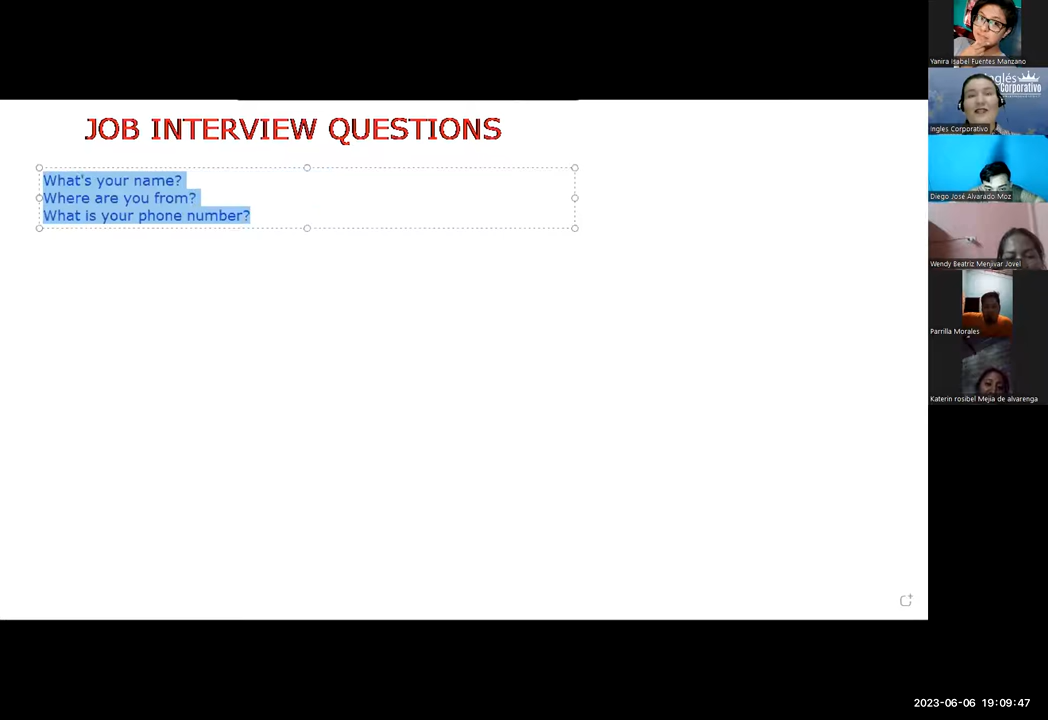 JOB INTERVIEW QUESTIONS
What's your name?
Where are you from?
What is your phone number?
Yanira Isabel Fuentes Manzano
Inglés
Corporativo
Ingles Corporativo
Diego José Alvarado Moz
Wendy Beatriz Menjivar Jovel
Parrilla Morales
Katerin rosibel Mejia de alvarenga
2023-06-06 19:09:47